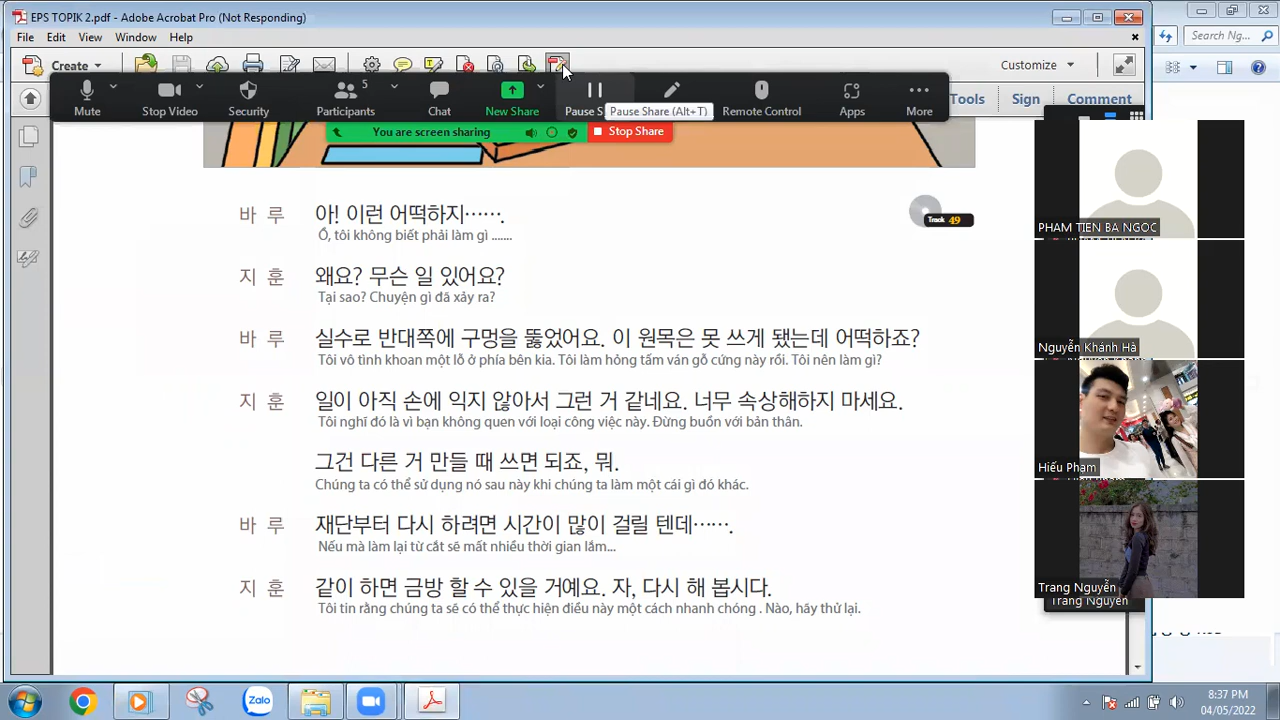 EPS TOPIK 2.pdf - Adobe Acrobat Pro (Not Responding)
File Edit View Window Help
Search Ng...
Create
Customize
Mute
Stop Video
Security
Participants
5
Chat
New Share
Pause S
Pause Share (Alt+T)
Remote Control
Apps
More
Tools
Sign
Comment
You are screen sharing
Stop Share
Track 49
바 루 아! 이런 어떡하지…….
Ồ, tôi không biết phải làm gì .......
지 훈 왜요? 무슨 일 있어요?
Tại sao? Chuyện gì đã xảy ra?
바 루 실수로 반대쪽에 구멍을 뚫었어요. 이 원목은 못 쓰게 됐는데 어떡하죠?
Tôi vô tình khoan một lỗ ở phía bên kia. Tôi làm hỏng tấm ván gỗ cứng này rồi. Tôi nên làm gì?
지 훈 일이 아직 손에 익지 않아서 그런 거 같네요. 너무 속상해하지 마세요.
Tôi nghĩ đó là vì bạn không quen với loại công việc này. Đừng buồn với bản thân.
그건 다른 거 만들 때 쓰면 되죠, 뭐.
Chúng ta có thể sử dụng nó sau này khi chúng ta làm một cái gì đó khác.
바 루 재단부터 다시 하려면 시간이 많이 걸릴 텐데…….
Nếu mà làm lại từ cắt sẽ mất nhiều thời gian lắm...
지 훈 같이 하면 금방 할 수 있을 거예요. 자, 다시 해 봅시다.
Tôi tin rằng chúng ta sẽ có thể thực hiện điều này một cách nhanh chóng . Nào, hãy thử lại.
PHAM TIEN BA NGOC
Nguyễn Khánh Hà
Hiếu Phạm
Trang Nguyễn
Trang Nguyễn
Zalo
8:37 PM
04/05/2022